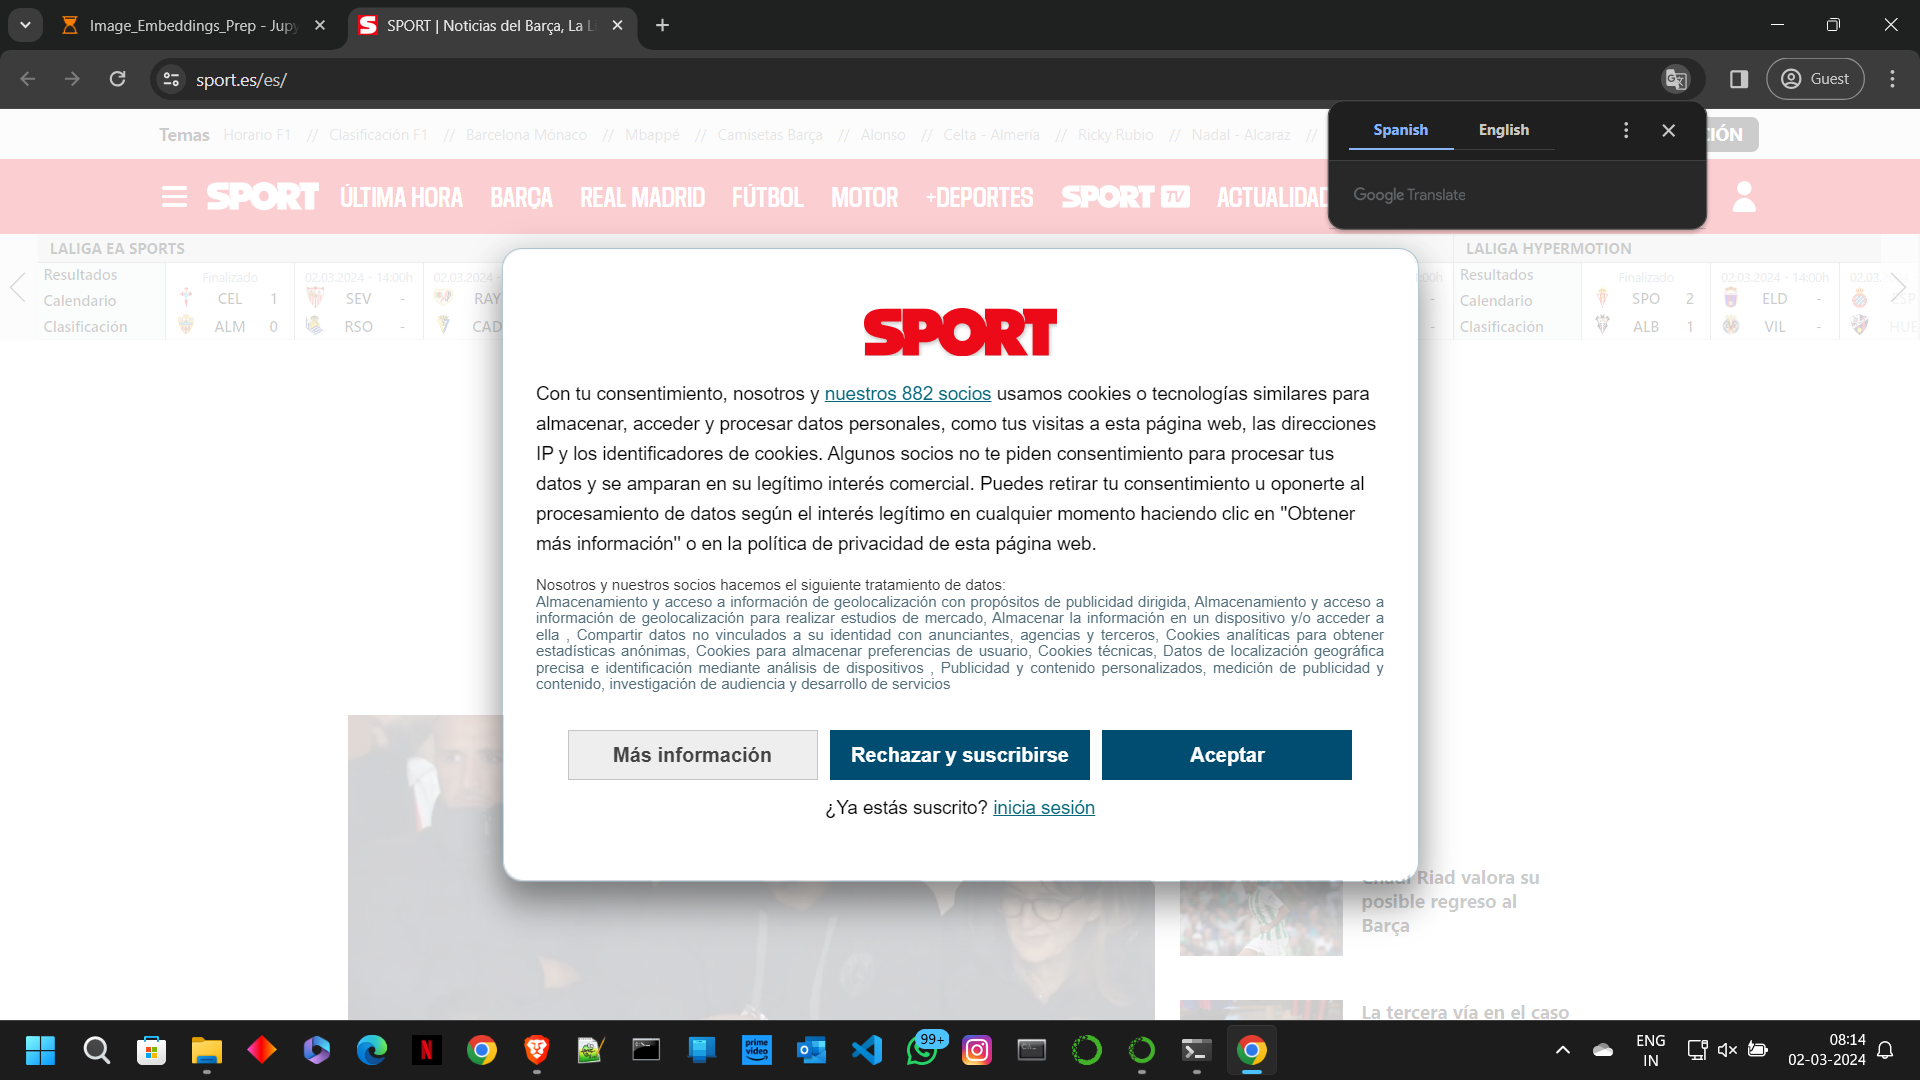 Image_Embeddings_Prep - Jupy
SPORT | Noticias del Barça, La L
sport.es/es/
Guest
Spanish
English
Google Translate
Temas
Horario F1 // Clasificación F1 // Barcelona Mónaco // Mbappé // Camisetas Barça // Alonso // Celta - Almería // Ricky Rubio // Nadal - Alcaraz //
SPORT ÚLTIMA HORA BARÇA REAL MADRID FÚTBOL MOTOR +DEPORTES SPORT TV ACTUALIDAD
LALIGA EA SPORTS
LALIGA HYPERMOTION
Resultados
Calendario
Clasificación
Finalizado
CEL 1
ALM 0
02.03.2024 - 14:00h
SEV -
RSO -
02.03.2024 -
RAY
CAD
Resultados
Calendario
Clasificación
Finalizado
SPO 2
ALB 1
02.03.2024 - 14:00h
ELD -
VIL -
02.03.
ESP
HUE
SPORT
Con tu consentimiento, nosotros y nuestros 882 socios usamos cookies o tecnologías similares para
almacenar, acceder y procesar datos personales, como tus visitas a esta página web, las direcciones
IP y los identificadores de cookies. Algunos socios no te piden consentimiento para procesar tus
datos y se amparan en su legítimo interés comercial. Puedes retirar tu consentimiento u oponerte al
procesamiento de datos según el interés legítimo en cualquier momento haciendo clic en "Obtener
más información" o en la política de privacidad de esta página web.
Nosotros y nuestros socios hacemos el siguiente tratamiento de datos:
Almacenamiento y acceso a información de geolocalización con propósitos de publicidad dirigida, Almacenamiento y acceso a
información de geolocalización para realizar estudios de mercado, Almacenar la información en un dispositivo y/o acceder a
ella , Compartir datos no vinculados a su identidad con anunciantes, agencias y terceros, Cookies analíticas para obtener
estadísticas anónimas, Cookies para almacenar preferencias de usuario, Cookies técnicas, Datos de localización geográfica
precisa e identificación mediante análisis de dispositivos , Publicidad y contenido personalizados, medición de publicidad y
contenido, investigación de audiencia y desarrollo de servicios
Más información
Rechazar y suscribirse
Aceptar
¿Ya estás suscrito? inicia sesión
Chadi Riad valora su
posible regreso al
Barça
La tercera vía en el caso
prime video
99+
ENG
IN
08:14
02-03-2024